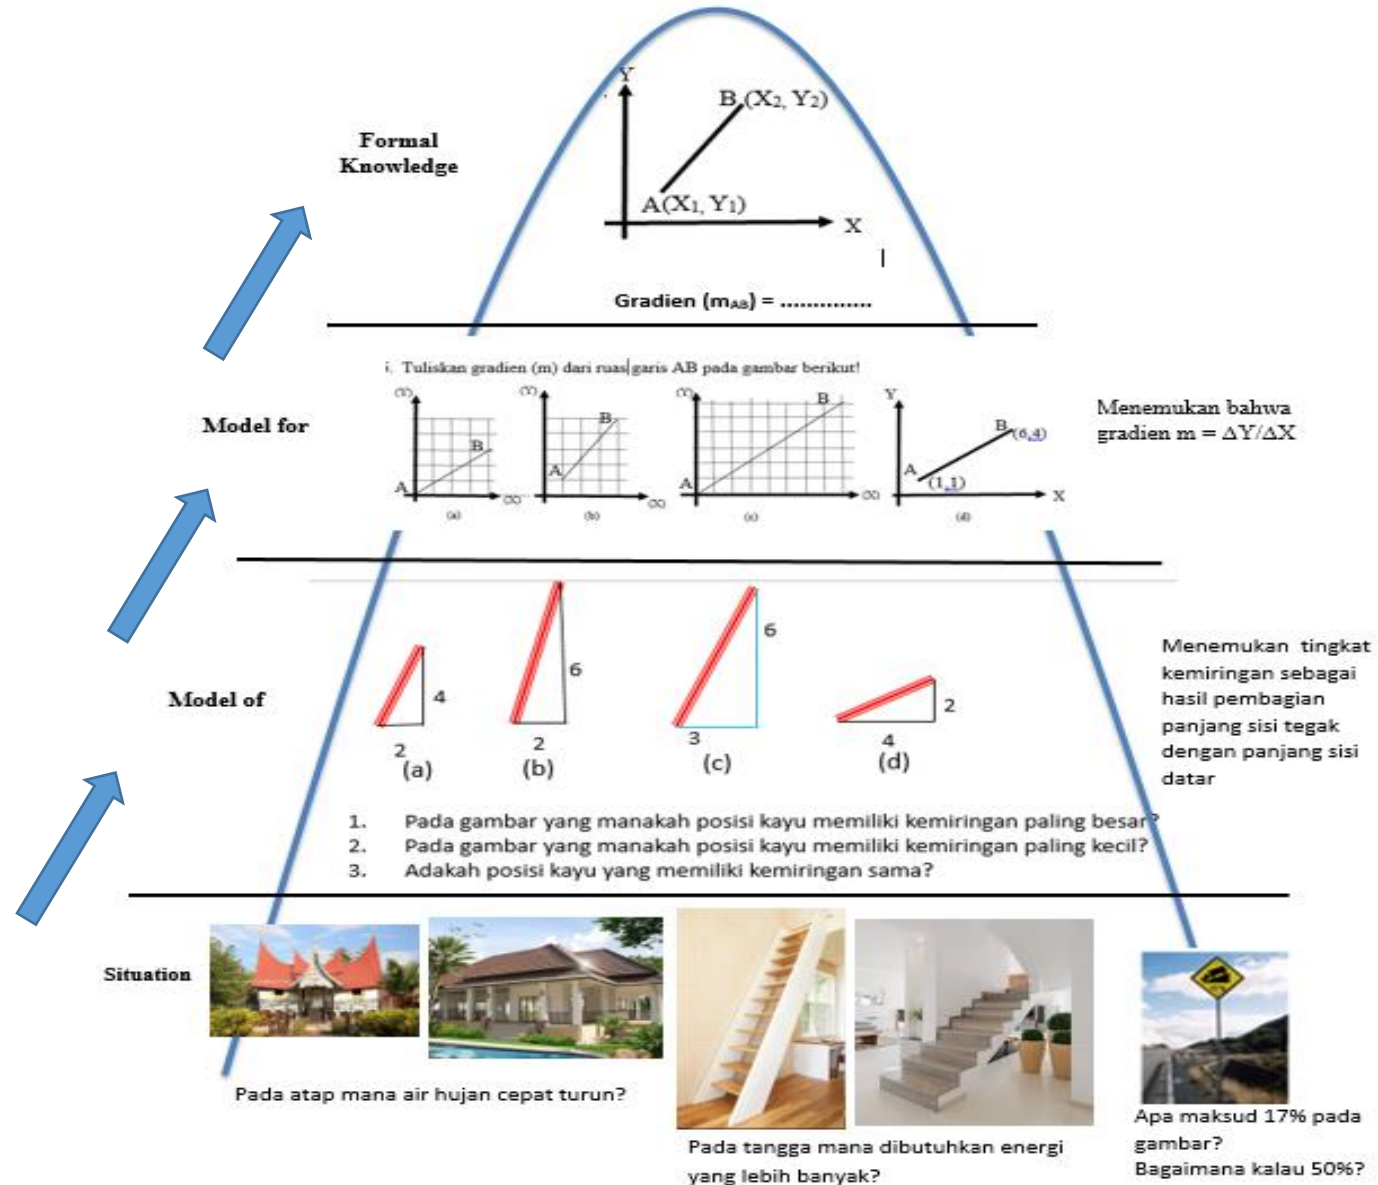 Y
B (X2, Y2)
Formal
Knowledge
A(X1, Y1)
X
Gradien (mAB) = ..............
i. Tuliskan gradien (m) dari ruas garis AB pada gambar berikut!
(Y) (Y) (Y) Y
B B B B (6,4)
Model for
Menemukan bahwa
gradien m = ΔY/ΔX
A A A A (1,1)
(X) (X) (X) X
(a) (b) (c) (d)
4 6 6 2
2 2 3 4
(a) (b) (c) (d)
Model of
Menemukan tingkat
kemiringan sebagai
hasil pembagian
panjang sisi tegak
dengan panjang sisi
datar
1. Pada gambar yang manakah posisi kayu memiliki kemiringan paling besar?
2. Pada gambar yang manakah posisi kayu memiliki kemiringan paling kecil?
3. Adakah posisi kayu yang memiliki kemiringan sama?
Situation
Pada atap mana air hujan cepat turun?
Pada tangga mana dibutuhkan energi
yang lebih banyak?
Apa maksud 17% pada
gambar?
Bagaimana kalau 50%?